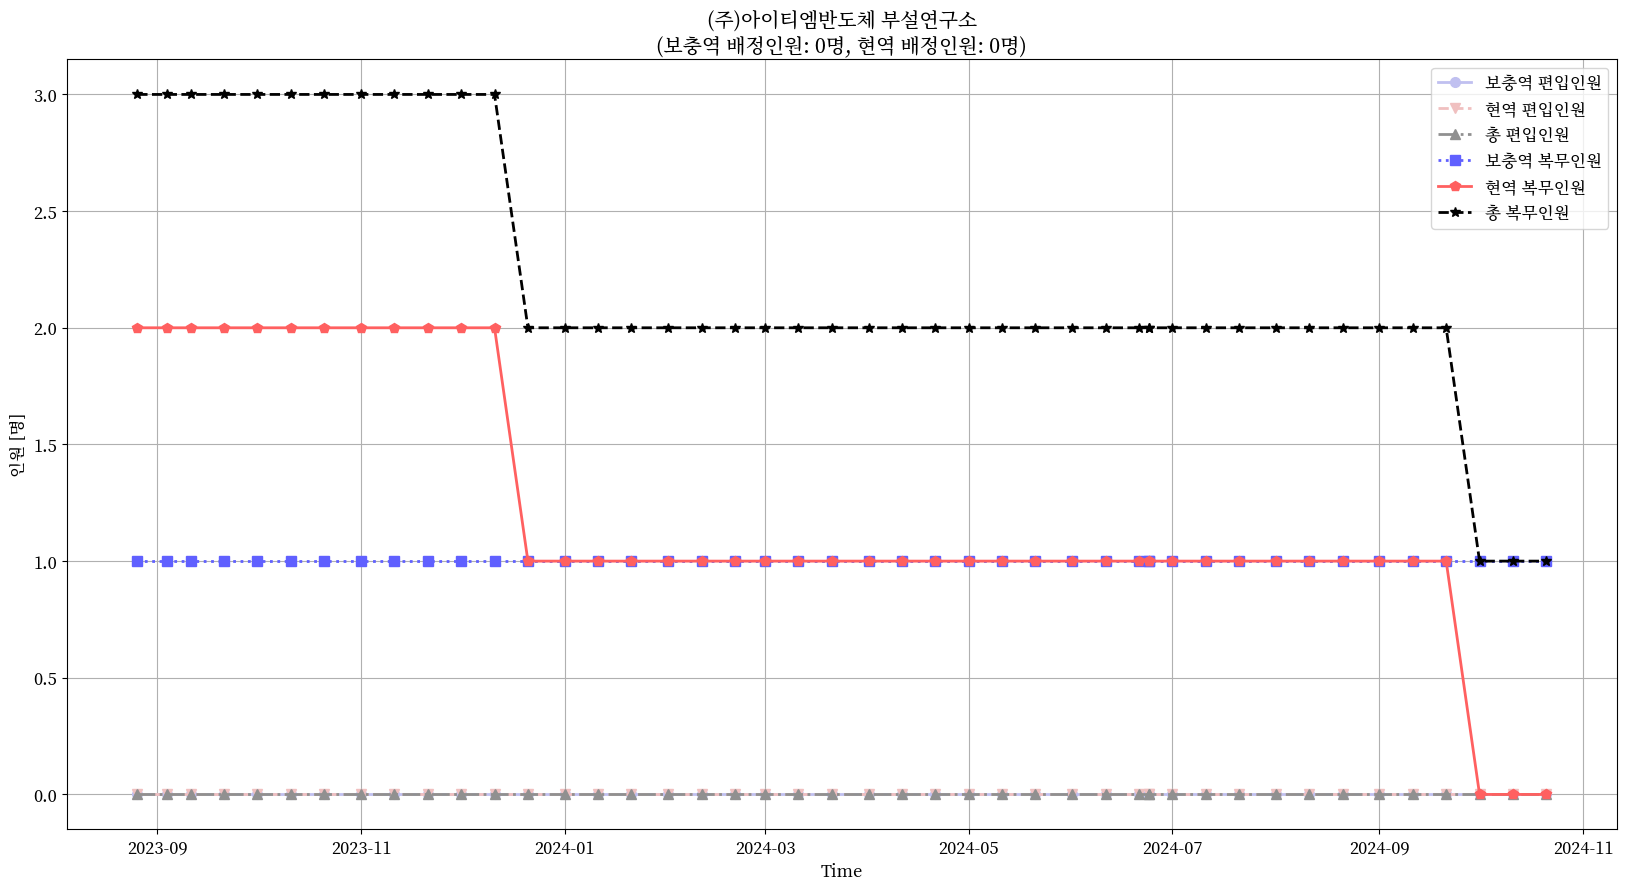 (주)아이티엠반도체 부설연구소
(보충역 배정인원: 0명, 현역 배정인원: 0명)
보충역 편입인원
현역 편입인원
총 편입인원
보충역 복무인원
현역 복무인원
총 복무인원
인원 [명]
3.0
2.5
2.0
1.5
1.0
0.5
0.0
2023-09
2023-11
2024-01
2024-03
2024-05
2024-07
2024-09
2024-11
Time